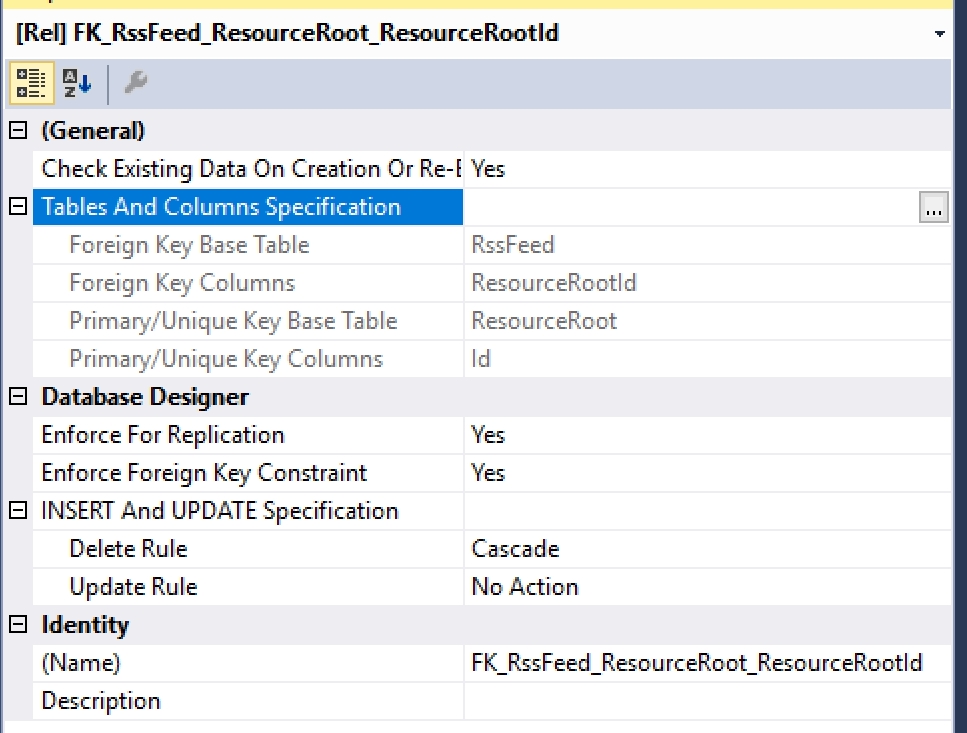 [Rel] FK_RssFeed_ResourceRoot_ResourceRootId
(General)
Check Existing Data On Creation Or Re-E Yes
Tables And Columns Specification ...
Foreign Key Base Table RssFeed
Foreign Key Columns ResourceRootId
Primary/Unique Key Base Table ResourceRoot
Primary/Unique Key Columns Id
Database Designer
Enforce For Replication Yes
Enforce Foreign Key Constraint Yes
INSERT And UPDATE Specification
Delete Rule Cascade
Update Rule No Action
Identity
(Name) FK_RssFeed_ResourceRoot_ResourceRootId
Description